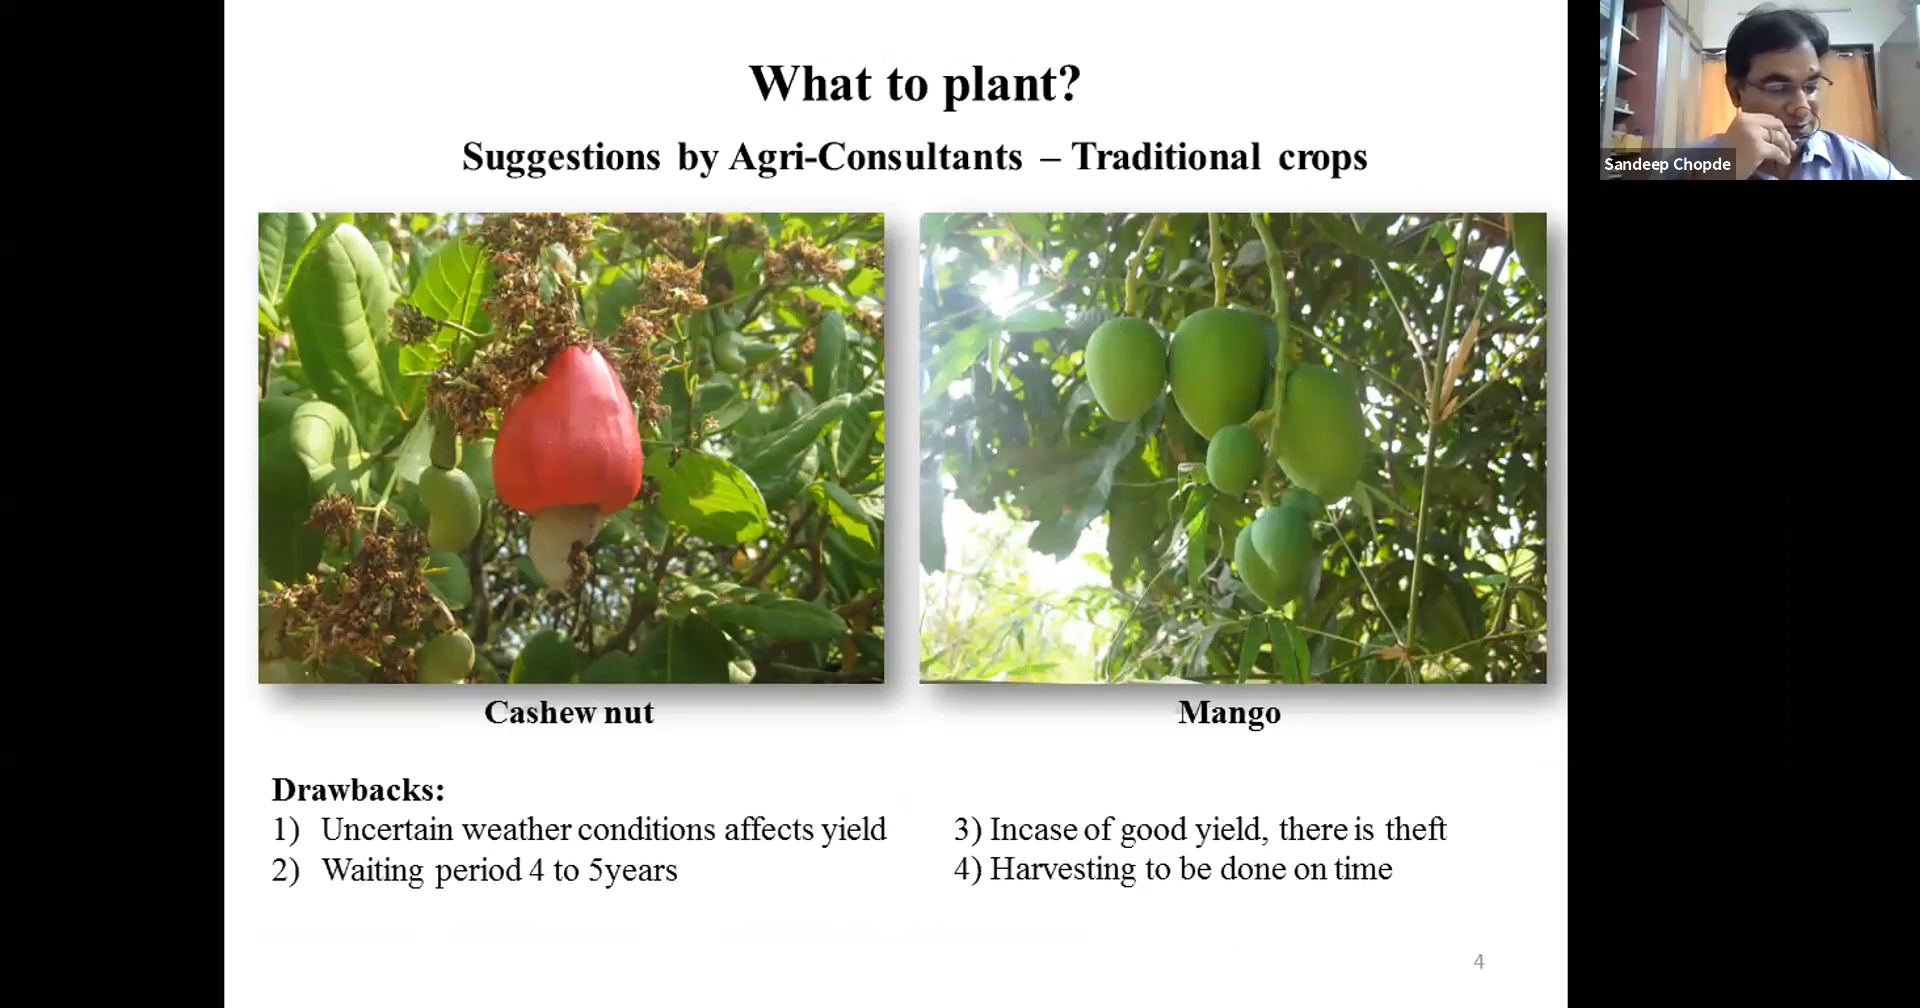 What to plant?
Suggestions by Agri-Consultants – Traditional crops
Sandeep Chopde
Cashew nut
Mango
Drawbacks:
1) Uncertain weather conditions affects yield
2) Waiting period 4 to 5years
3) Incase of good yield, there is theft
4) Harvesting to be done on time
4